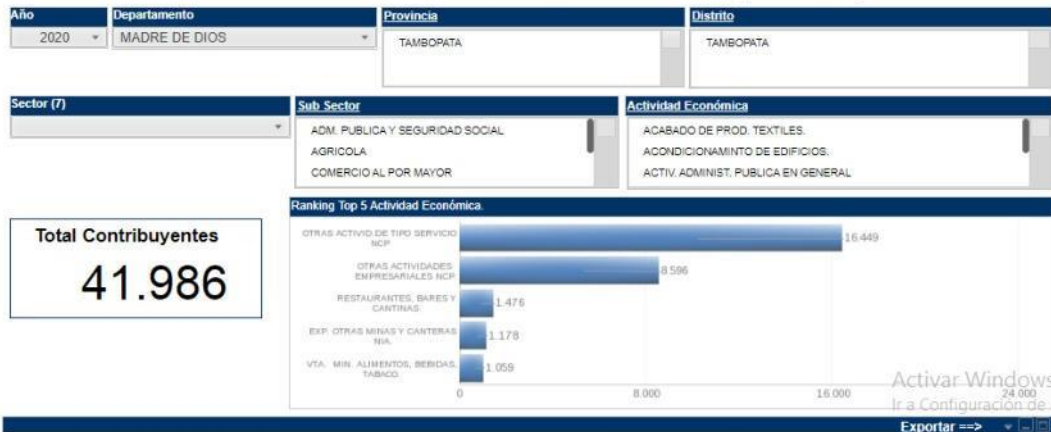 Año
Departamento
Provincia
Distrito
2020
MADRE DE DIOS
TAMBOPATA
TAMBOPATA
Sector (7)
Sub Sector
Actividad Económica
ADM. PUBLICA Y SEGURIDAD SOCIAL
AGRICOLA
COMERCIO AL POR MAYOR
ACABADO DE PROD. TEXTILES.
ACONDICIONAMINTO DE EDIFICIOS.
ACTIV. ADMINIST. PUBLICA EN GENERAL
Total Contribuyentes
41.986
Ranking Top 5 Actividad Económica.
OTRAS ACTIVID.DE TIPO SERVICIO
NCP
16.449
OTRAS ACTIVIDADES
EMPRESARIALES NCP
8.596
RESTAURANTES, BARES Y
CANTINAS.
1.476
EXP. OTRAS MINAS Y CANTERAS
NIA.
1.178
VTA. MIN. ALIMENTOS, BEBIDAS,
TABACO.
1.059
0
8.000
16.000
24.000
Activar Windows
Ir a Configuración de
Exportar ==>